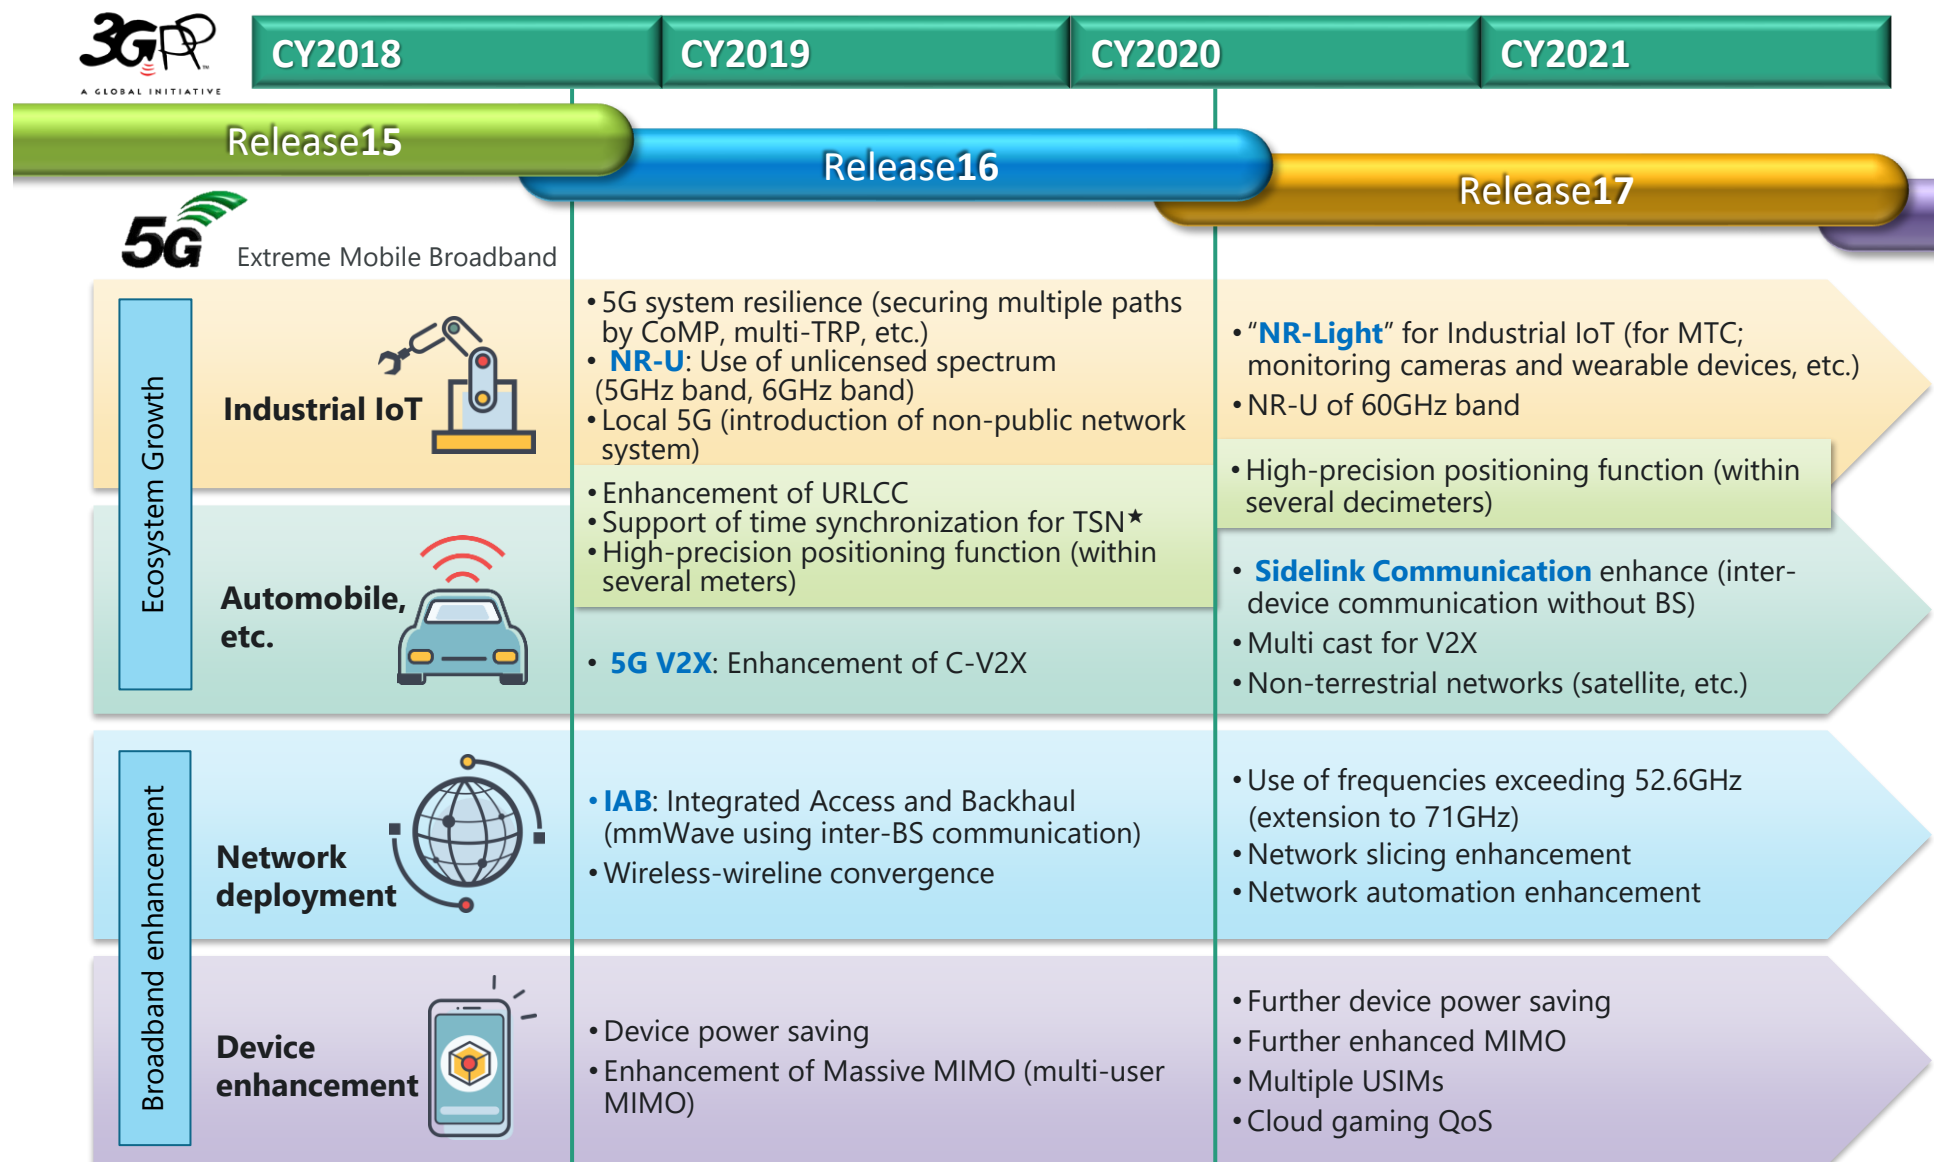 3GPP™
A GLOBAL INITIATIVE
CY2018
CY2019
CY2020
CY2021
Release15
Release16
Release17
5G
Extreme Mobile Broadband
Ecosystem Growth
Industrial IoT
• 5G system resilience (securing multiple paths
by CoMP, multi-TRP, etc.)
• NR-U: Use of unlicensed spectrum
(5GHz band, 6GHz band)
• Local 5G (introduction of non-public network
system)
• "NR-Light" for Industrial IoT (for MTC;
monitoring cameras and wearable devices, etc.)
• NR-U of 60GHz band
• Enhancement of URLCC
• Support of time synchronization for TSN★
• High-precision positioning function (within
several meters)
• High-precision positioning function (within
several decimeters)
Automobile,
etc.
• 5G V2X: Enhancement of C-V2X
• Sidelink Communication enhance (inter-
device communication without BS)
• Multi cast for V2X
• Non-terrestrial networks (satellite, etc.)
Broadband enhancement
Network
deployment
• IAB: Integrated Access and Backhaul
(mmWave using inter-BS communication)
• Wireless-wireline convergence
• Use of frequencies exceeding 52.6GHz
(extension to 71GHz)
• Network slicing enhancement
• Network automation enhancement
Device
enhancement
• Device power saving
• Enhancement of Massive MIMO (multi-user
MIMO)
• Further device power saving
• Further enhanced MIMO
• Multiple USIMs
• Cloud gaming QoS